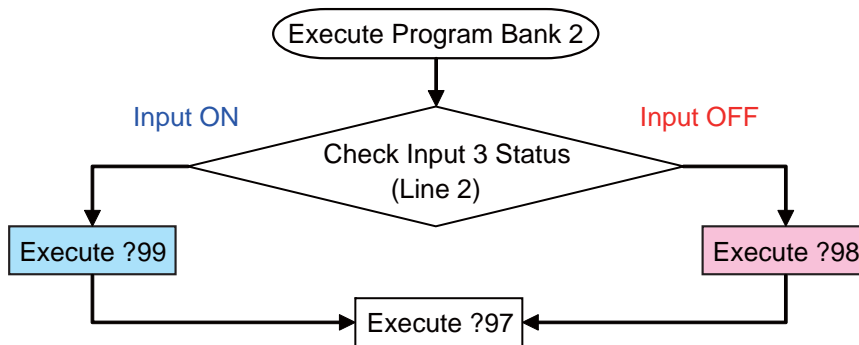 Execute Program Bank 2
Input ON
Input OFF
Check Input 3 Status
(Line 2)
Execute ?99
Execute ?98
Execute ?97